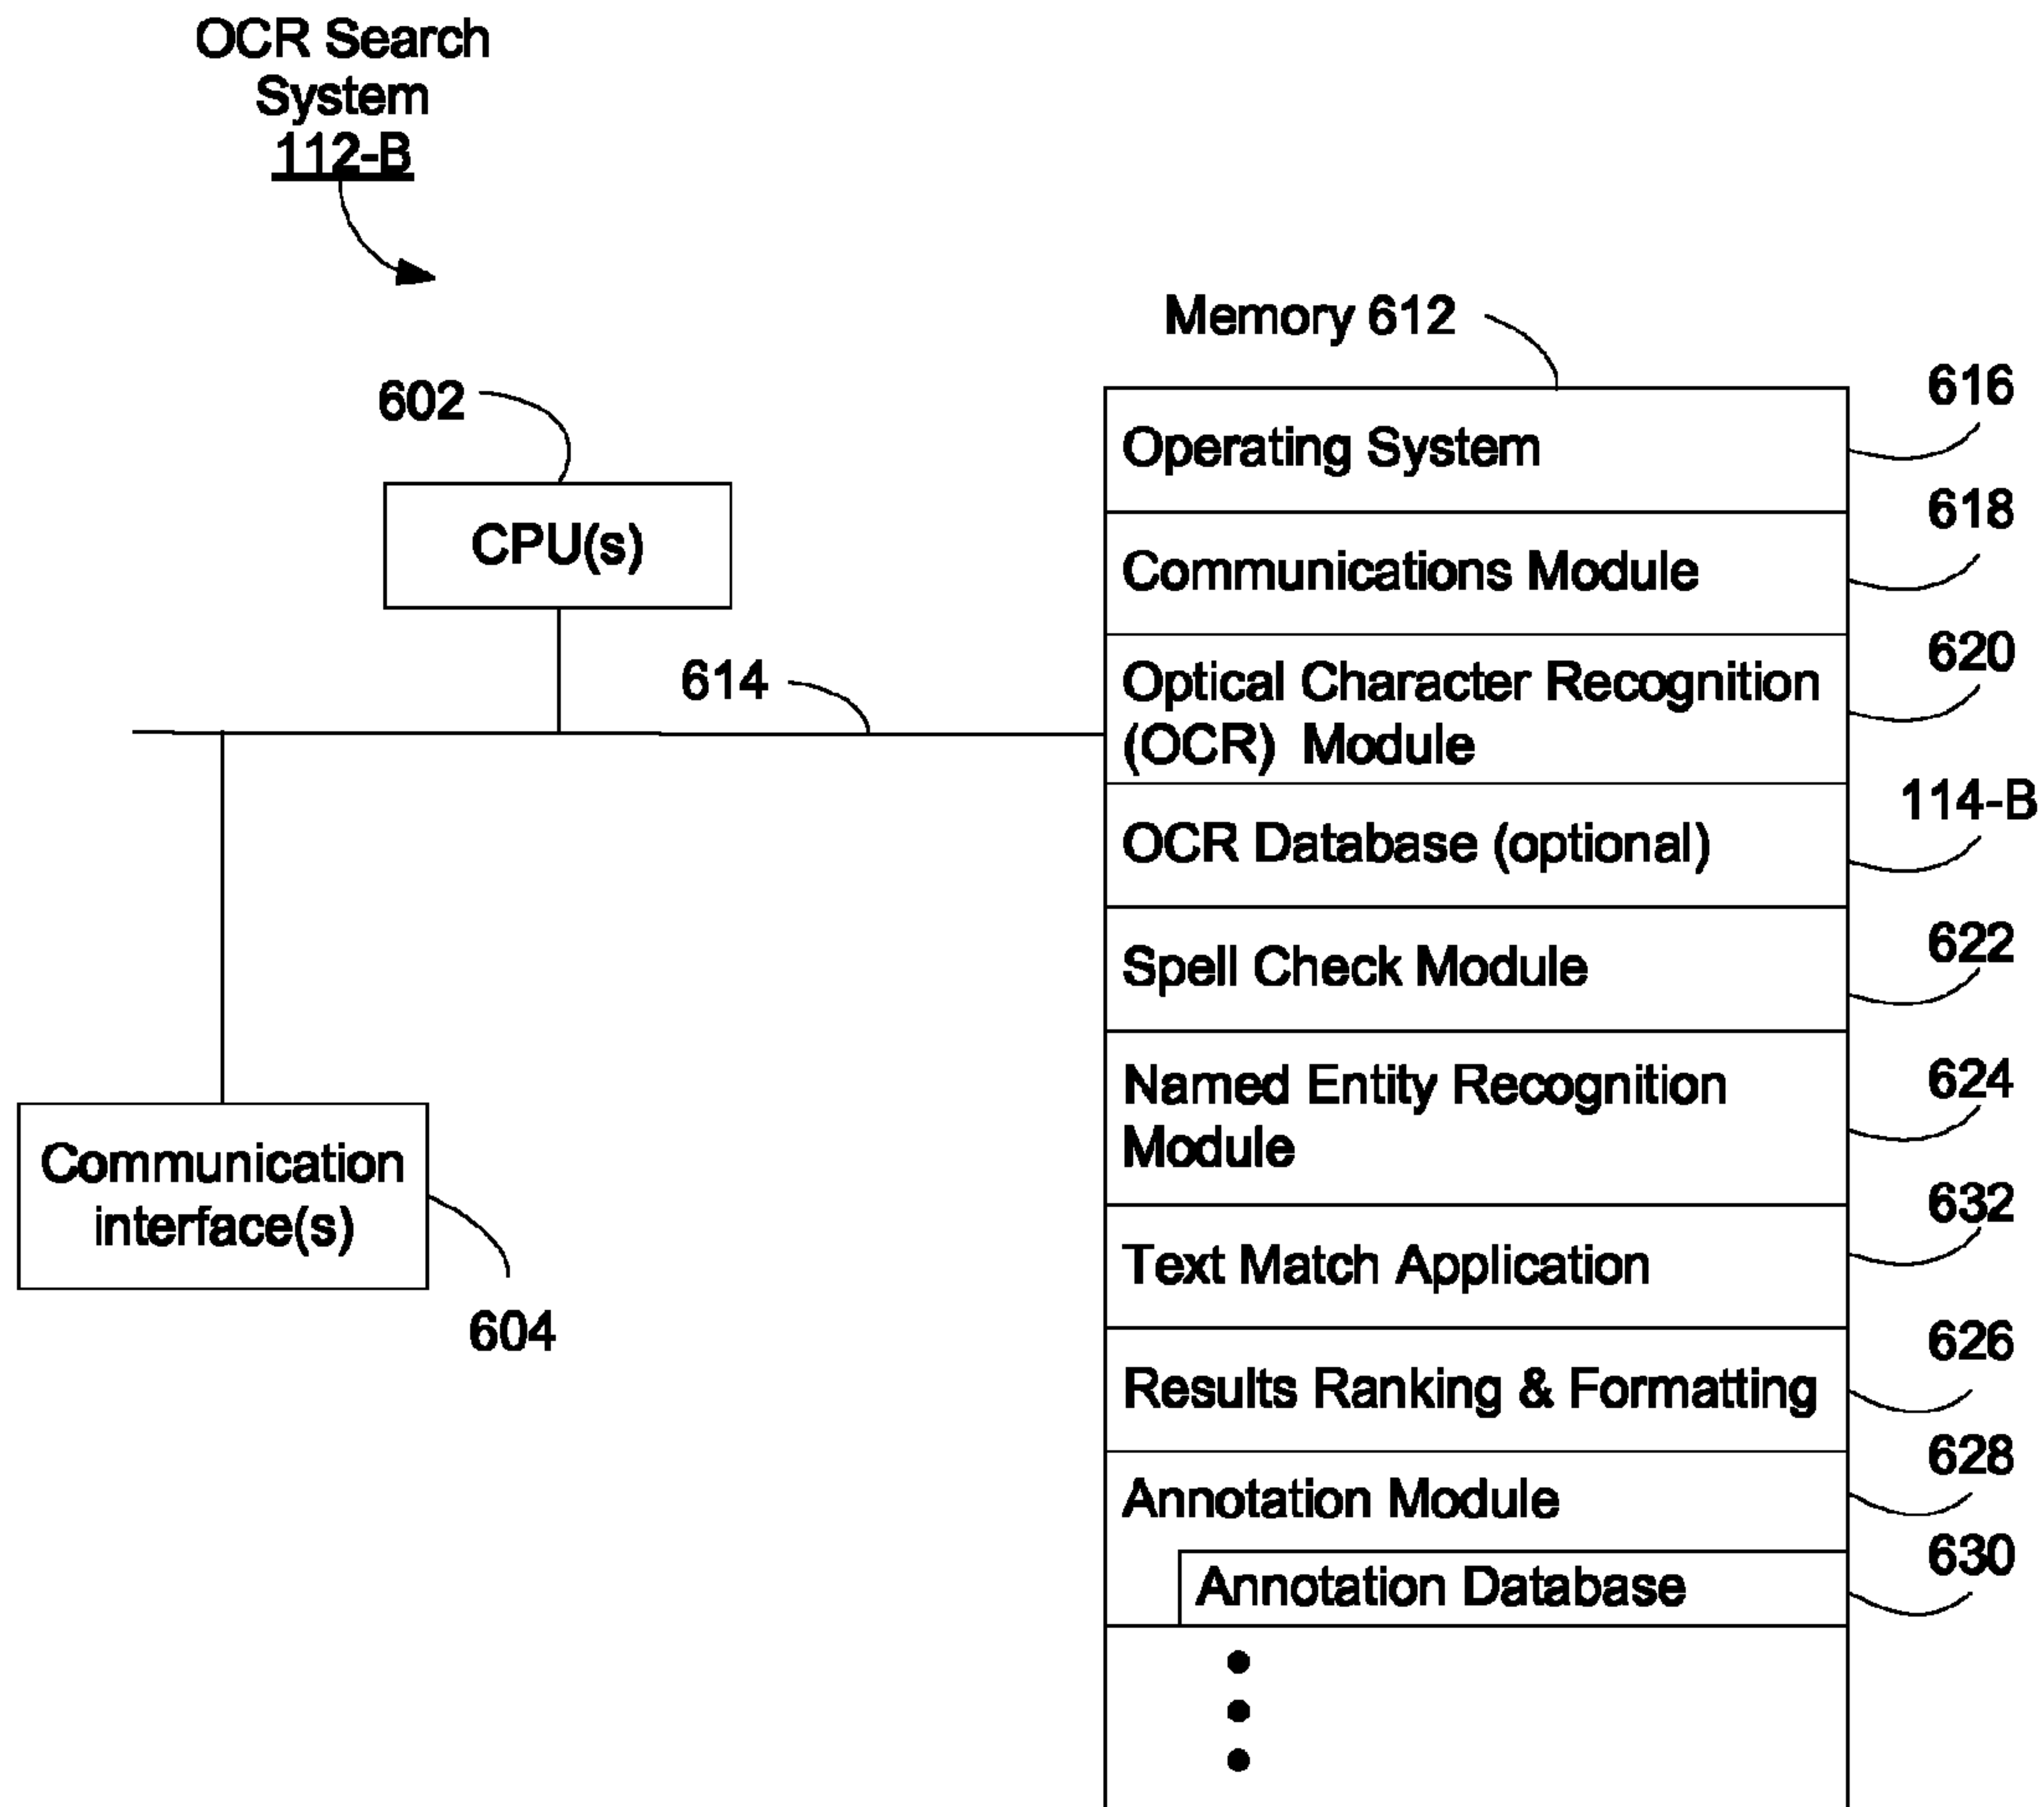 OCR Search
System
112-B
Memory 612
616
602
Operating System
618
CPU(s)
Communications Module
620
614
Optical Character Recognition
(OCR) Module
114-B
OCR Database (optional)
622
Spell Check Module
624
Named Entity Recognition
Module
Communication
interface(s)
632
Text Match Application
604
626
Results Ranking & Formatting
628
Annotation Module
630
Annotation Database